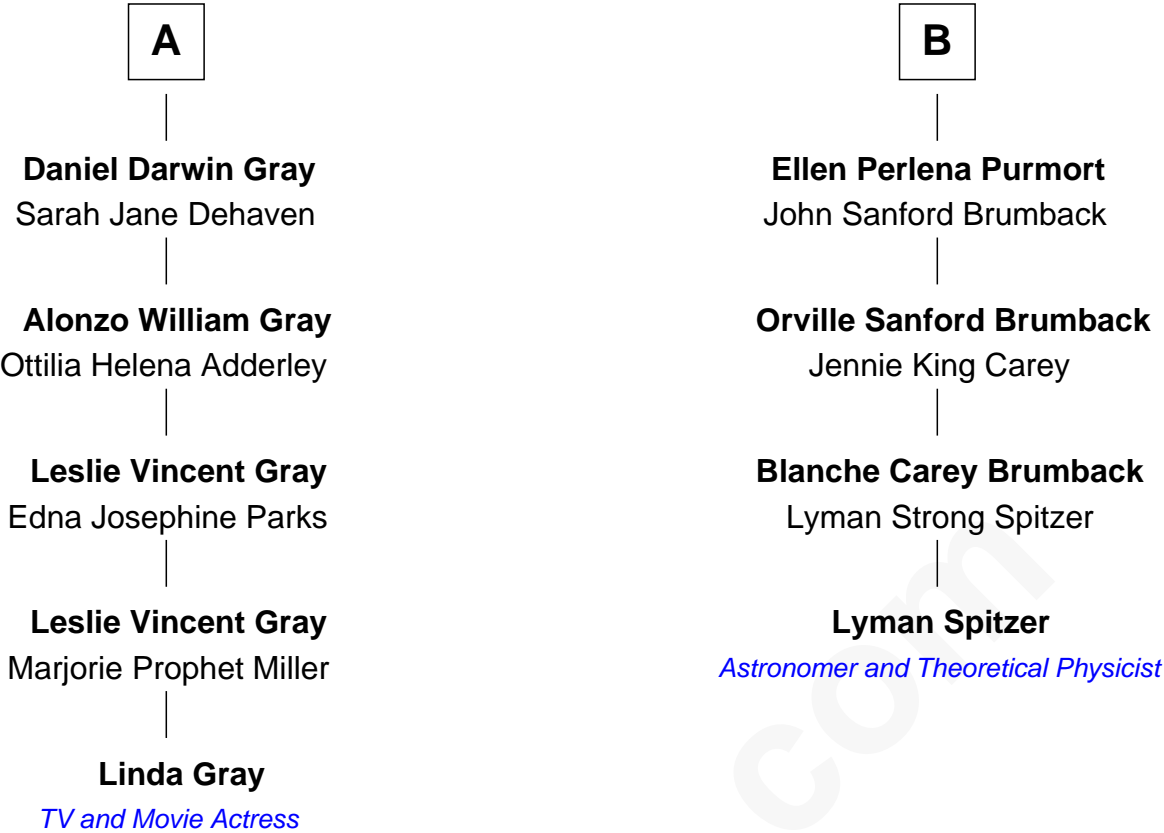 A
Daniel Darwin Gray
Sarah Jane Dehaven
Alonzo William Gray
Ottilia Helena Adderley
Leslie Vincent Gray
Edna Josephine Parks
Leslie Vincent Gray
Marjorie Prophet Miller
Linda Gray
TV and Movie Actress
B
Ellen Perlena Purmort
John Sanford Brumback
Orville Sanford Brumback
Jennie King Carey
Blanche Carey Brumback
Lyman Strong Spitzer
Lyman Spitzer
Astronomer and Theoretical Physicist
com